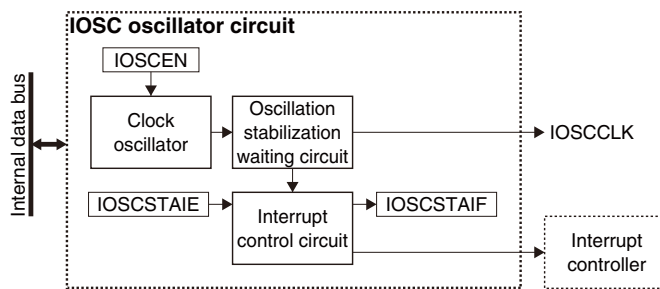 IOSC oscillator circuit
IOSCEN
Internal data bus
Clock
oscillator
Oscillation
stabilization
waiting circuit
IOSCCLK
IOSCSTAIE
Interrupt
control circuit
IOSCSTAIF
Interrupt
controller